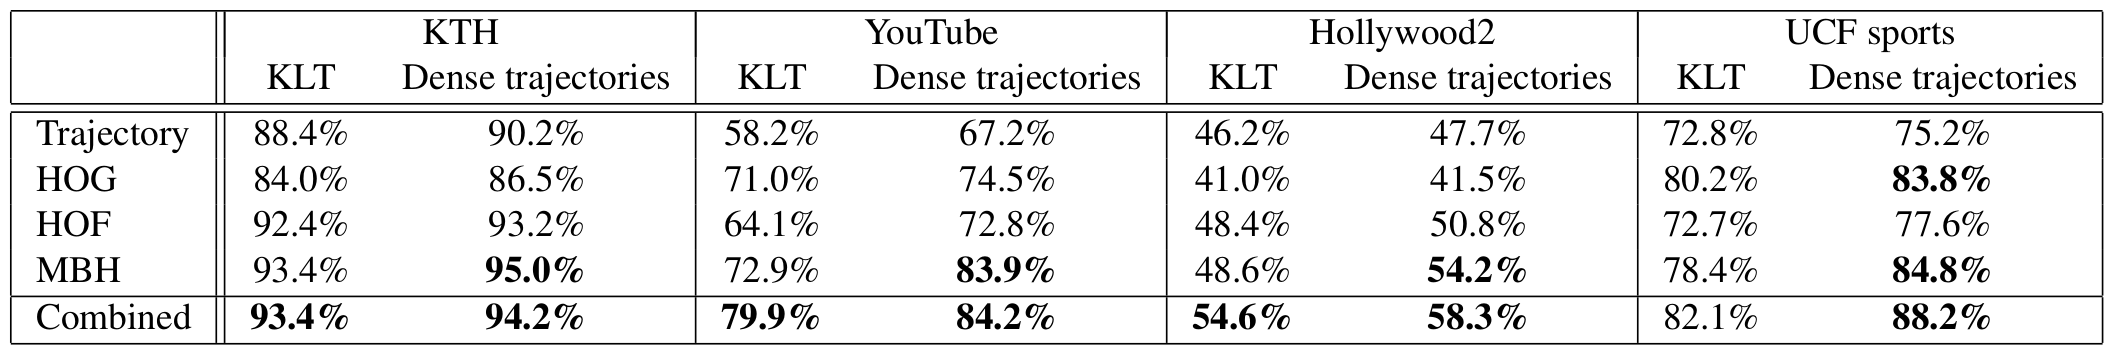 KTH YouTube Hollywood2 UCF sports
KLT Dense trajectories KLT Dense trajectories KLT Dense trajectories KLT Dense trajectories
Trajectory 88.4% 90.2% 58.2% 67.2% 46.2% 47.7% 72.8% 75.2%
HOG 84.0% 86.5% 71.0% 74.5% 41.0% 41.5% 80.2% 83.8%
HOF 92.4% 93.2% 64.1% 72.8% 48.4% 50.8% 72.7% 77.6%
MBH 93.4% 95.0% 72.9% 83.9% 48.6% 54.2% 78.4% 84.8%
Combined 93.4% 94.2% 79.9% 84.2% 54.6% 58.3% 82.1% 88.2%